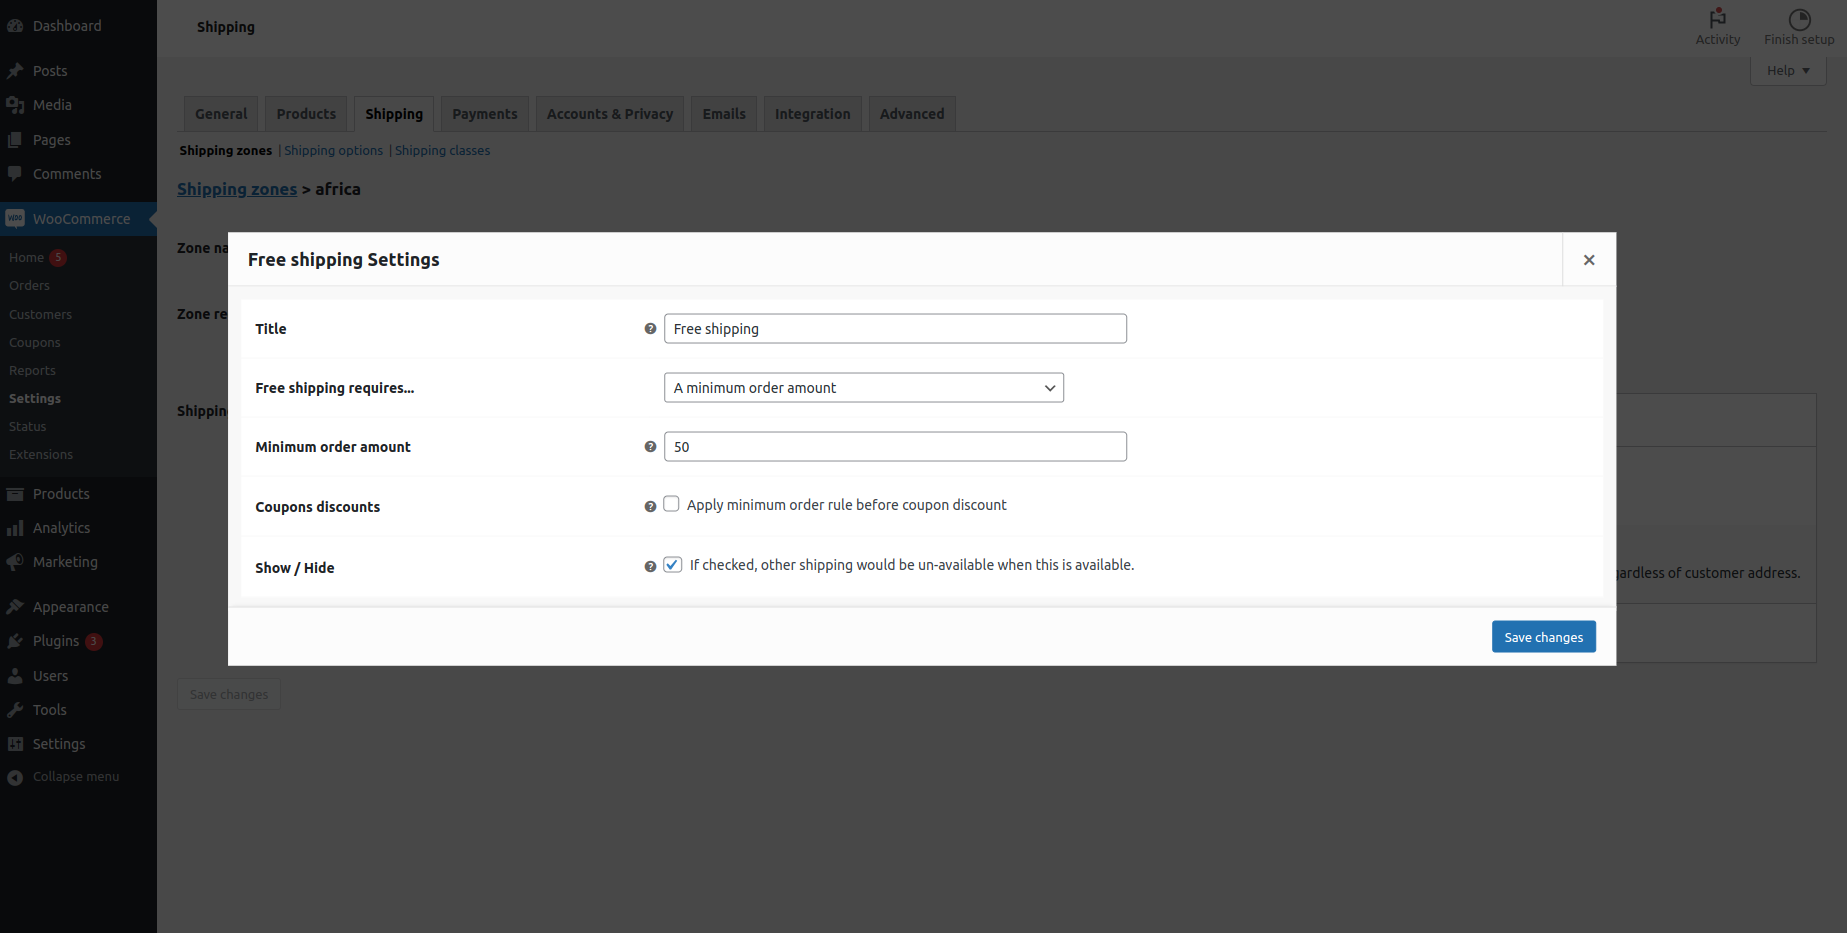 Dashboard
Posts
Media
Pages
Comments
WooCommerce
Home 5
Orders
Customers
Coupons
Reports
Settings
Status
Extensions
Products
Analytics
Marketing
Appearance
Plugins 3
Users
Tools
Settings
Collapse menu
Shipping
Activity
Finish setup
Help
General
Products
Shipping
Payments
Accounts & Privacy
Emails
Integration
Advanced
Shipping zones | Shipping options | Shipping classes
Shipping zones > africa
Zone na
Zone re
Shipping
Free shipping Settings
Title
Free shipping
Free shipping requires...
A minimum order amount
Minimum order amount
50
Coupons discounts
Apply minimum order rule before coupon discount
Show / Hide
If checked, other shipping would be un-available when this is available.
Save changes
gardless of customer address.
Save changes